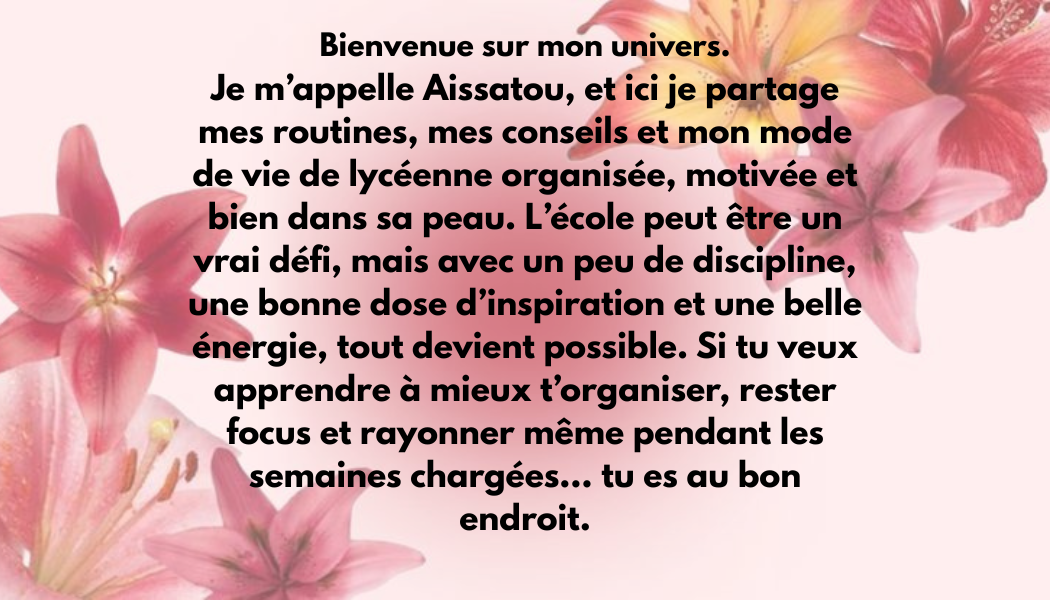 Bienvenue sur mon univers.
Je m’appelle Aissatou, et ici je partage
mes routines, mes conseils et mon mode
de vie de lycéenne organisée, motivée et
bien dans sa peau. L’école peut être un
vrai défi, mais avec un peu de discipline,
une bonne dose d’inspiration et une belle
énergie, tout devient possible. Si tu veux
apprendre à mieux t’organiser, rester
focus et rayonner même pendant les
semaines chargées… tu es au bon
endroit.